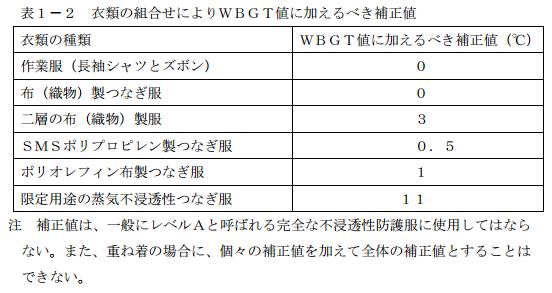 表１－２　衣類の組合せによりＷＢＧＴ値に加えるべき補正値
衣類の種類　ＷＢＧＴ値に加えるべき補正値（℃）
作業服（長袖シャツとズボン）　０
布（織物）製つなぎ服　０
二層の布（織物）製服　３
ＳＭＳポリプロピレン製つなぎ服　０．５
ポリオレフィン布製つなぎ服　１
限定用途の蒸気不浸透性つなぎ服　１１
注　補正値は、一般にレベルＡと呼ばれる完全な不浸透性防護服に使用してはなら
ない。また、重ね着の場合に、個々の補正値を加えて全体の補正値とすることは
できない。